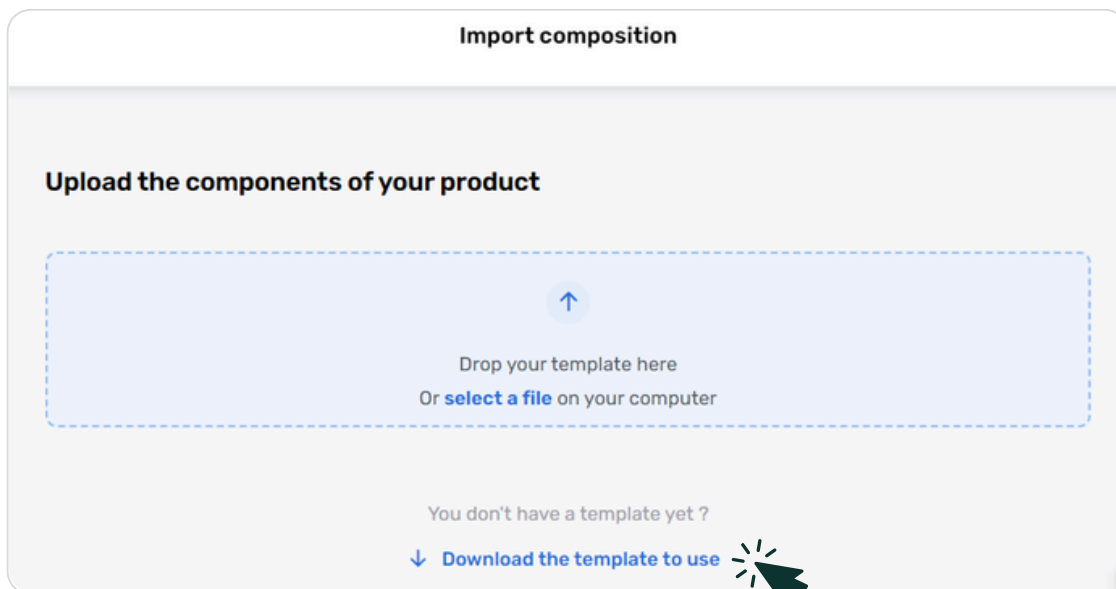 Import composition
Upload the components of your product
Drop your template here
Or select a file on your computer
You don't have a template yet ?
Download the template to use